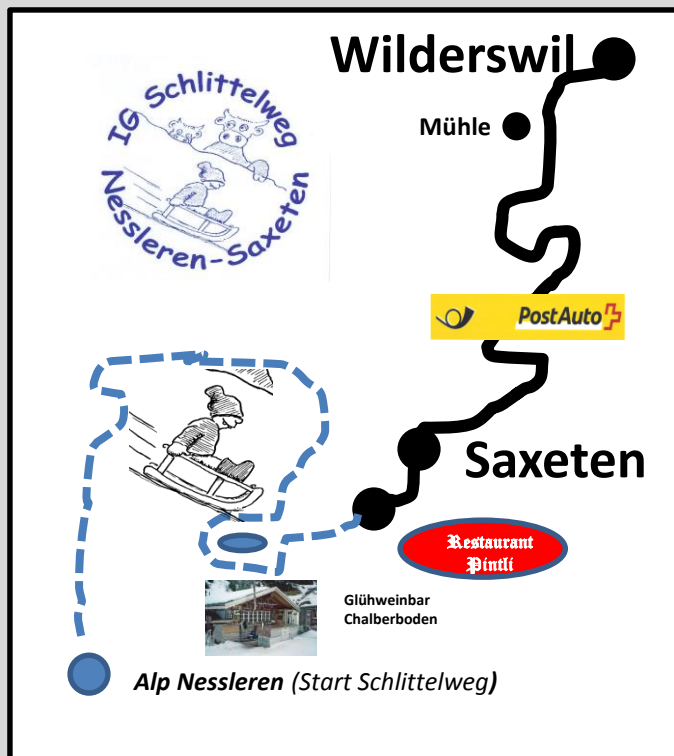 Wilderswil
IG Schlittelweg
Nessleren-Saxeten
Mühle
PostAuto
Saxeten
Restaurant
Pintli
Glühweinbar
Chalberboden
Alp Nessleren (Start Schlittelweg)